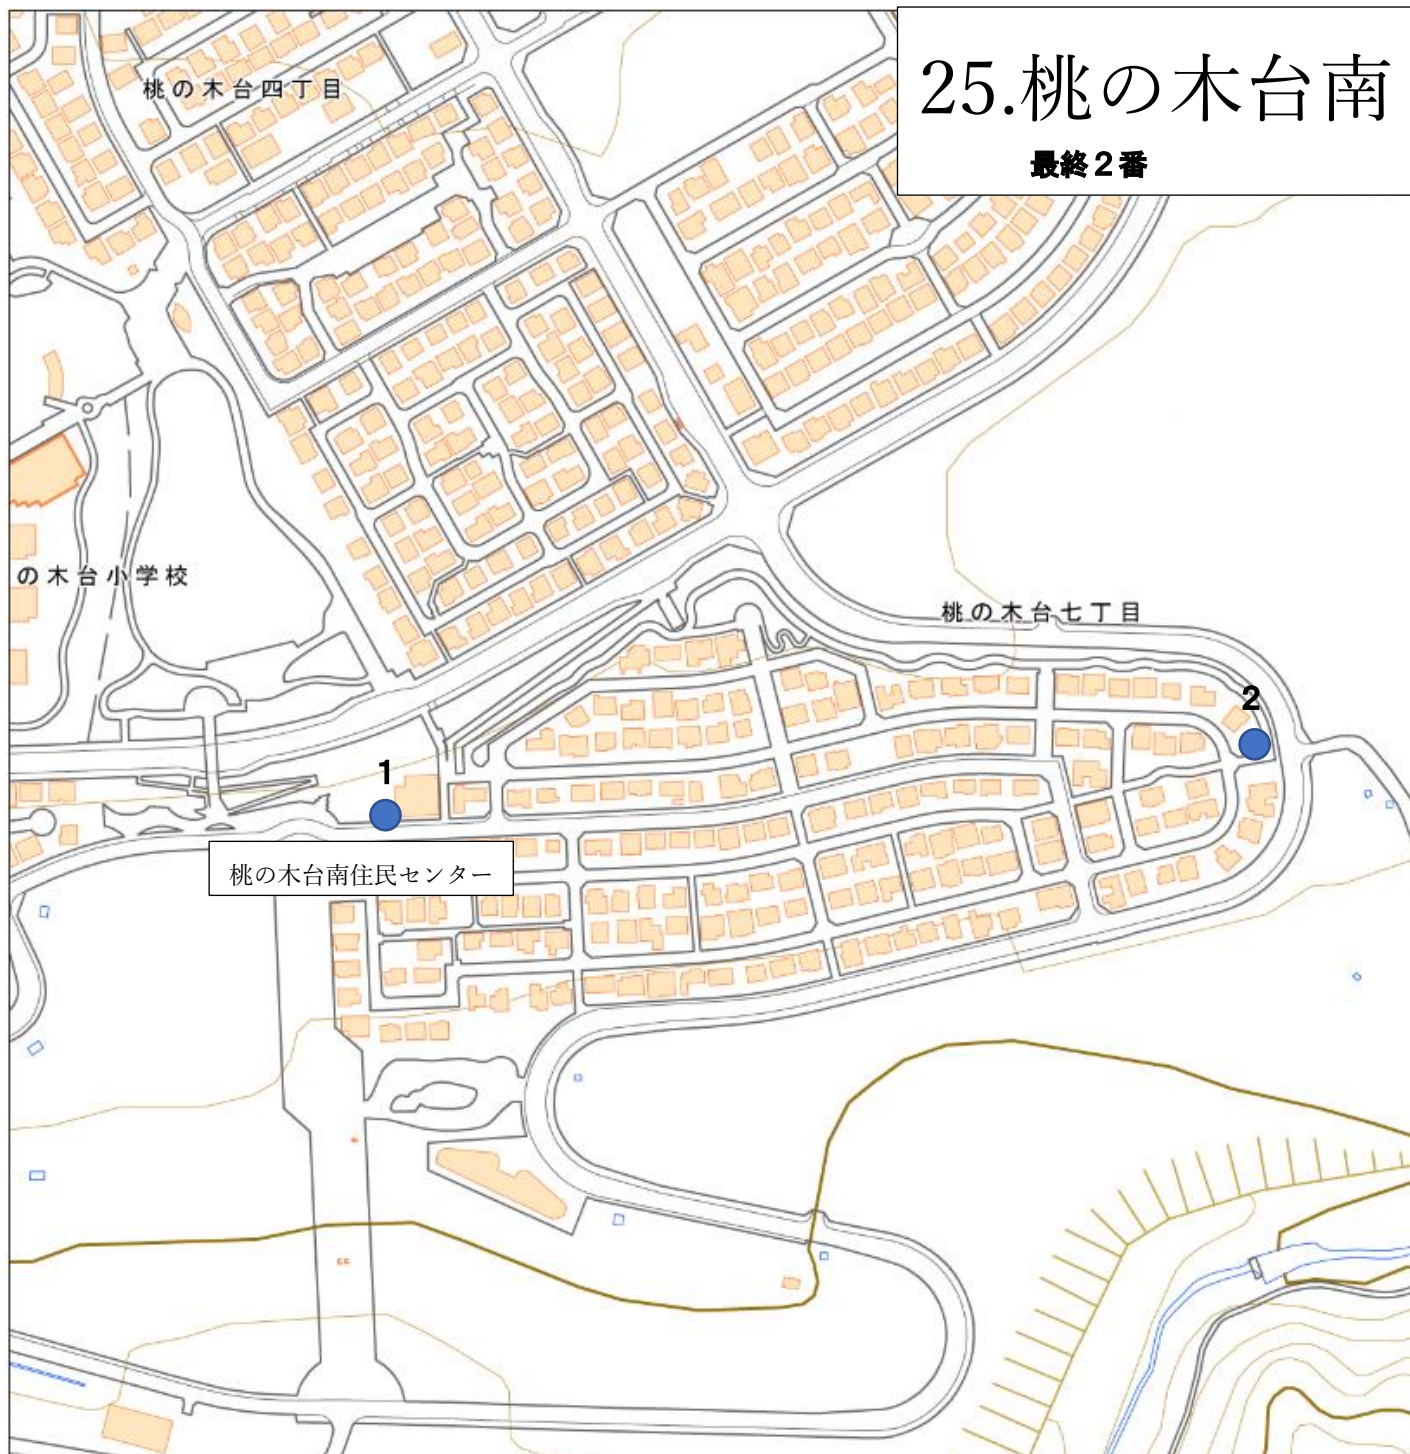 25.桃の木台南
最終2番
桃の木台四丁目
の木台小学校
桃の木台七丁目
2
1
桃の木台南住民センター